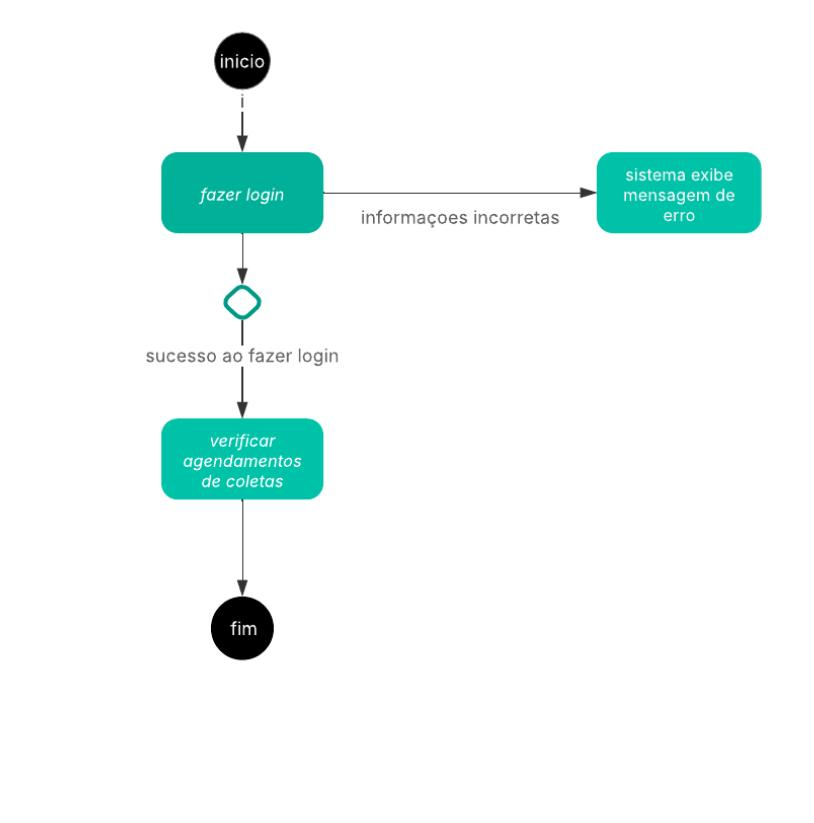 inicio
fazer login
sistema exibe
mensagem de
erro
informaçoes incorretas
sucesso ao fazer login
verificar
agendamentos
de coletas
fim